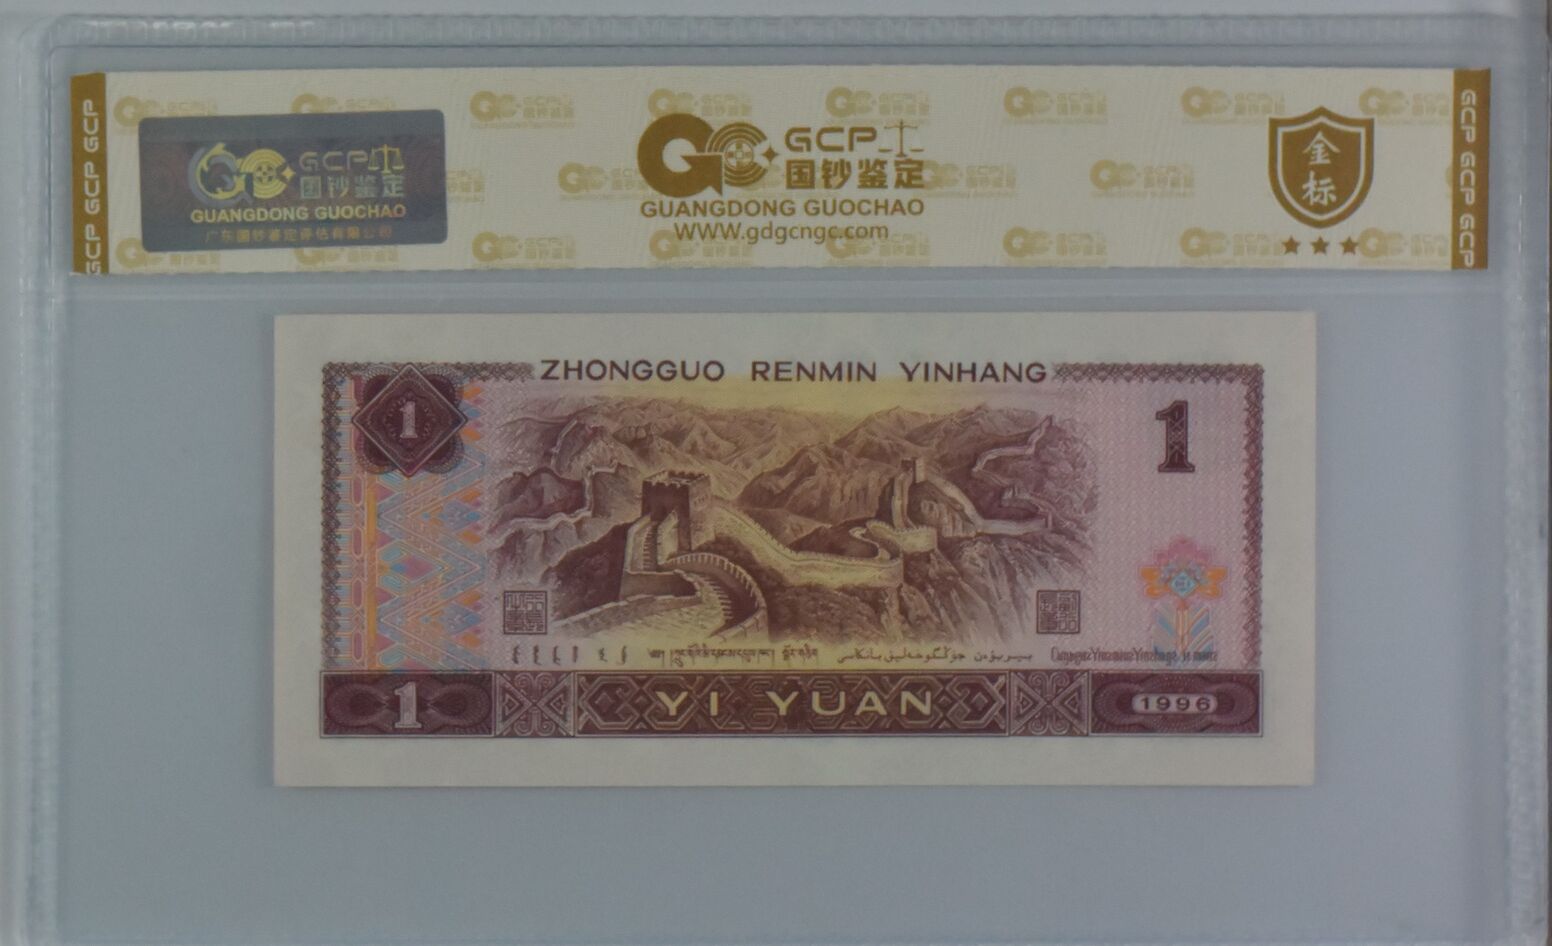 GCP GCP GCP
GCP
国钞鉴定
GUANGDONG GUOCHAO
广东国钞鉴定评估有限公司
GCP
国钞鉴定
GUANGDONG GUOCHAO
WWW.gdgcngc.com
金标
GCP GCP GCP
ZHONGGUO RENMIN YINHANG
1
1
1
YI YUAN
1996